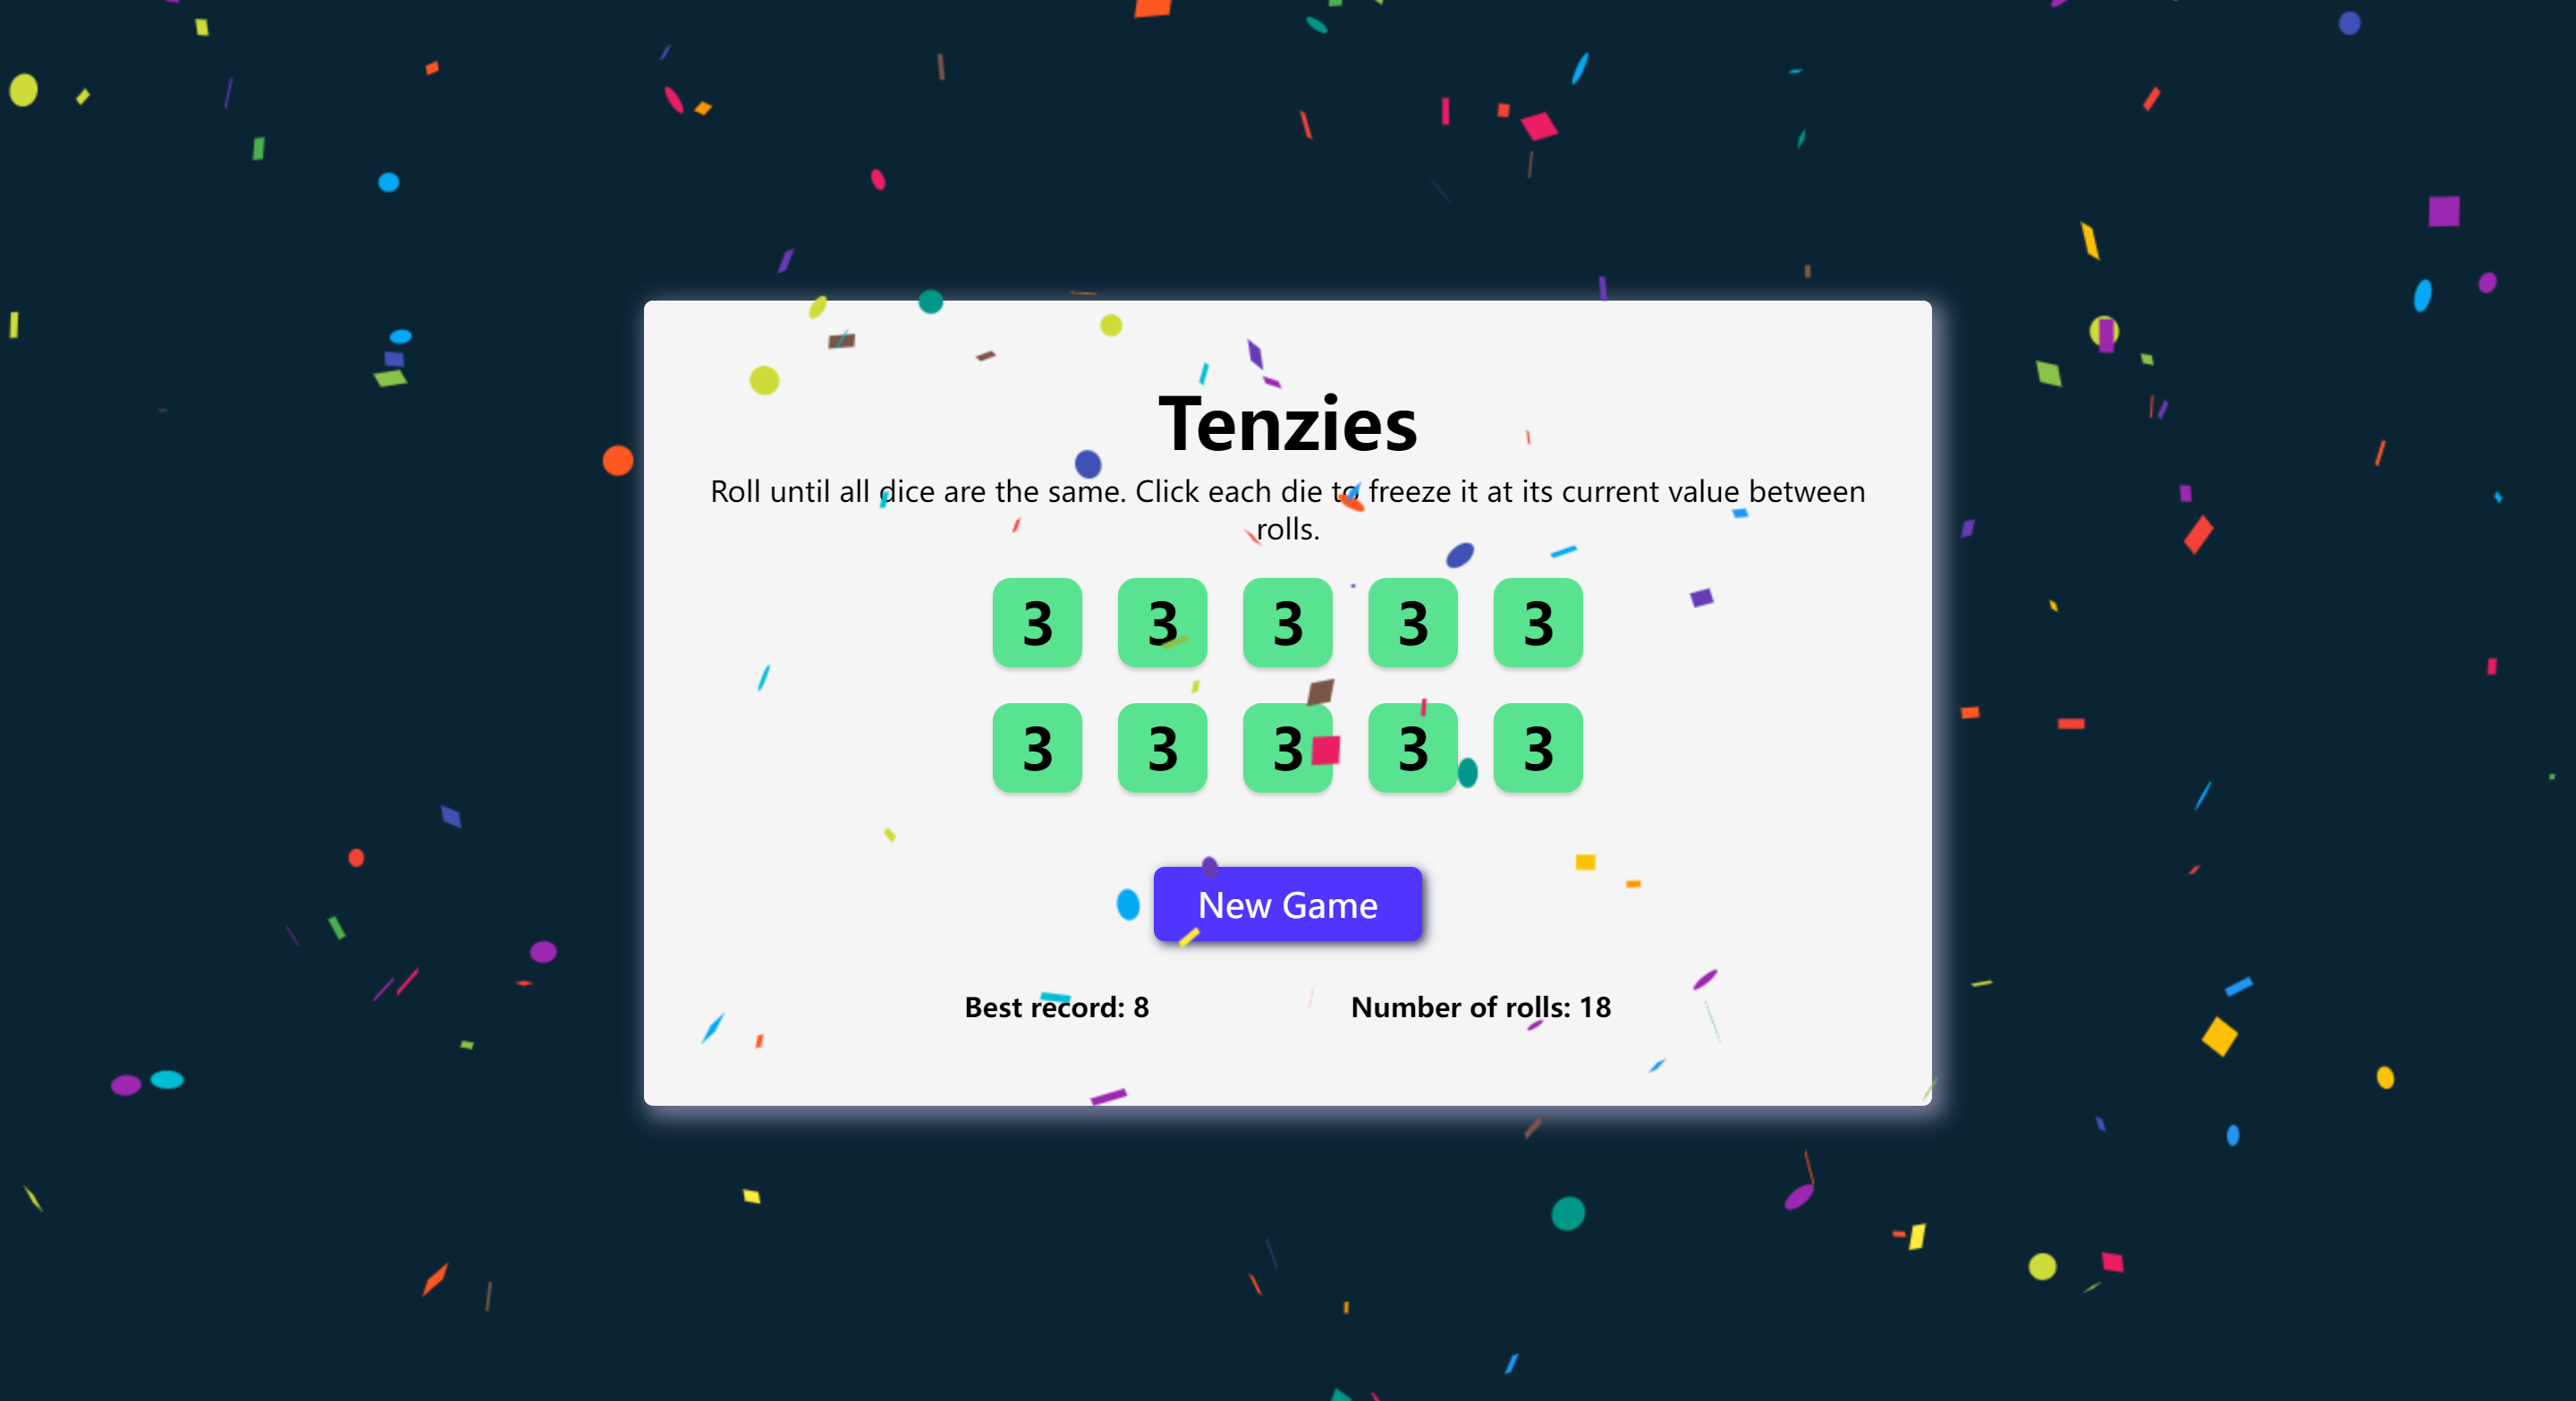 Tenzies
Roll until all dice are the same. Click each die to freeze it at its current value between
rolls.
3 3 3 3 3
3 3 3 3 3
New Game
Best record: 8 Number of rolls: 18